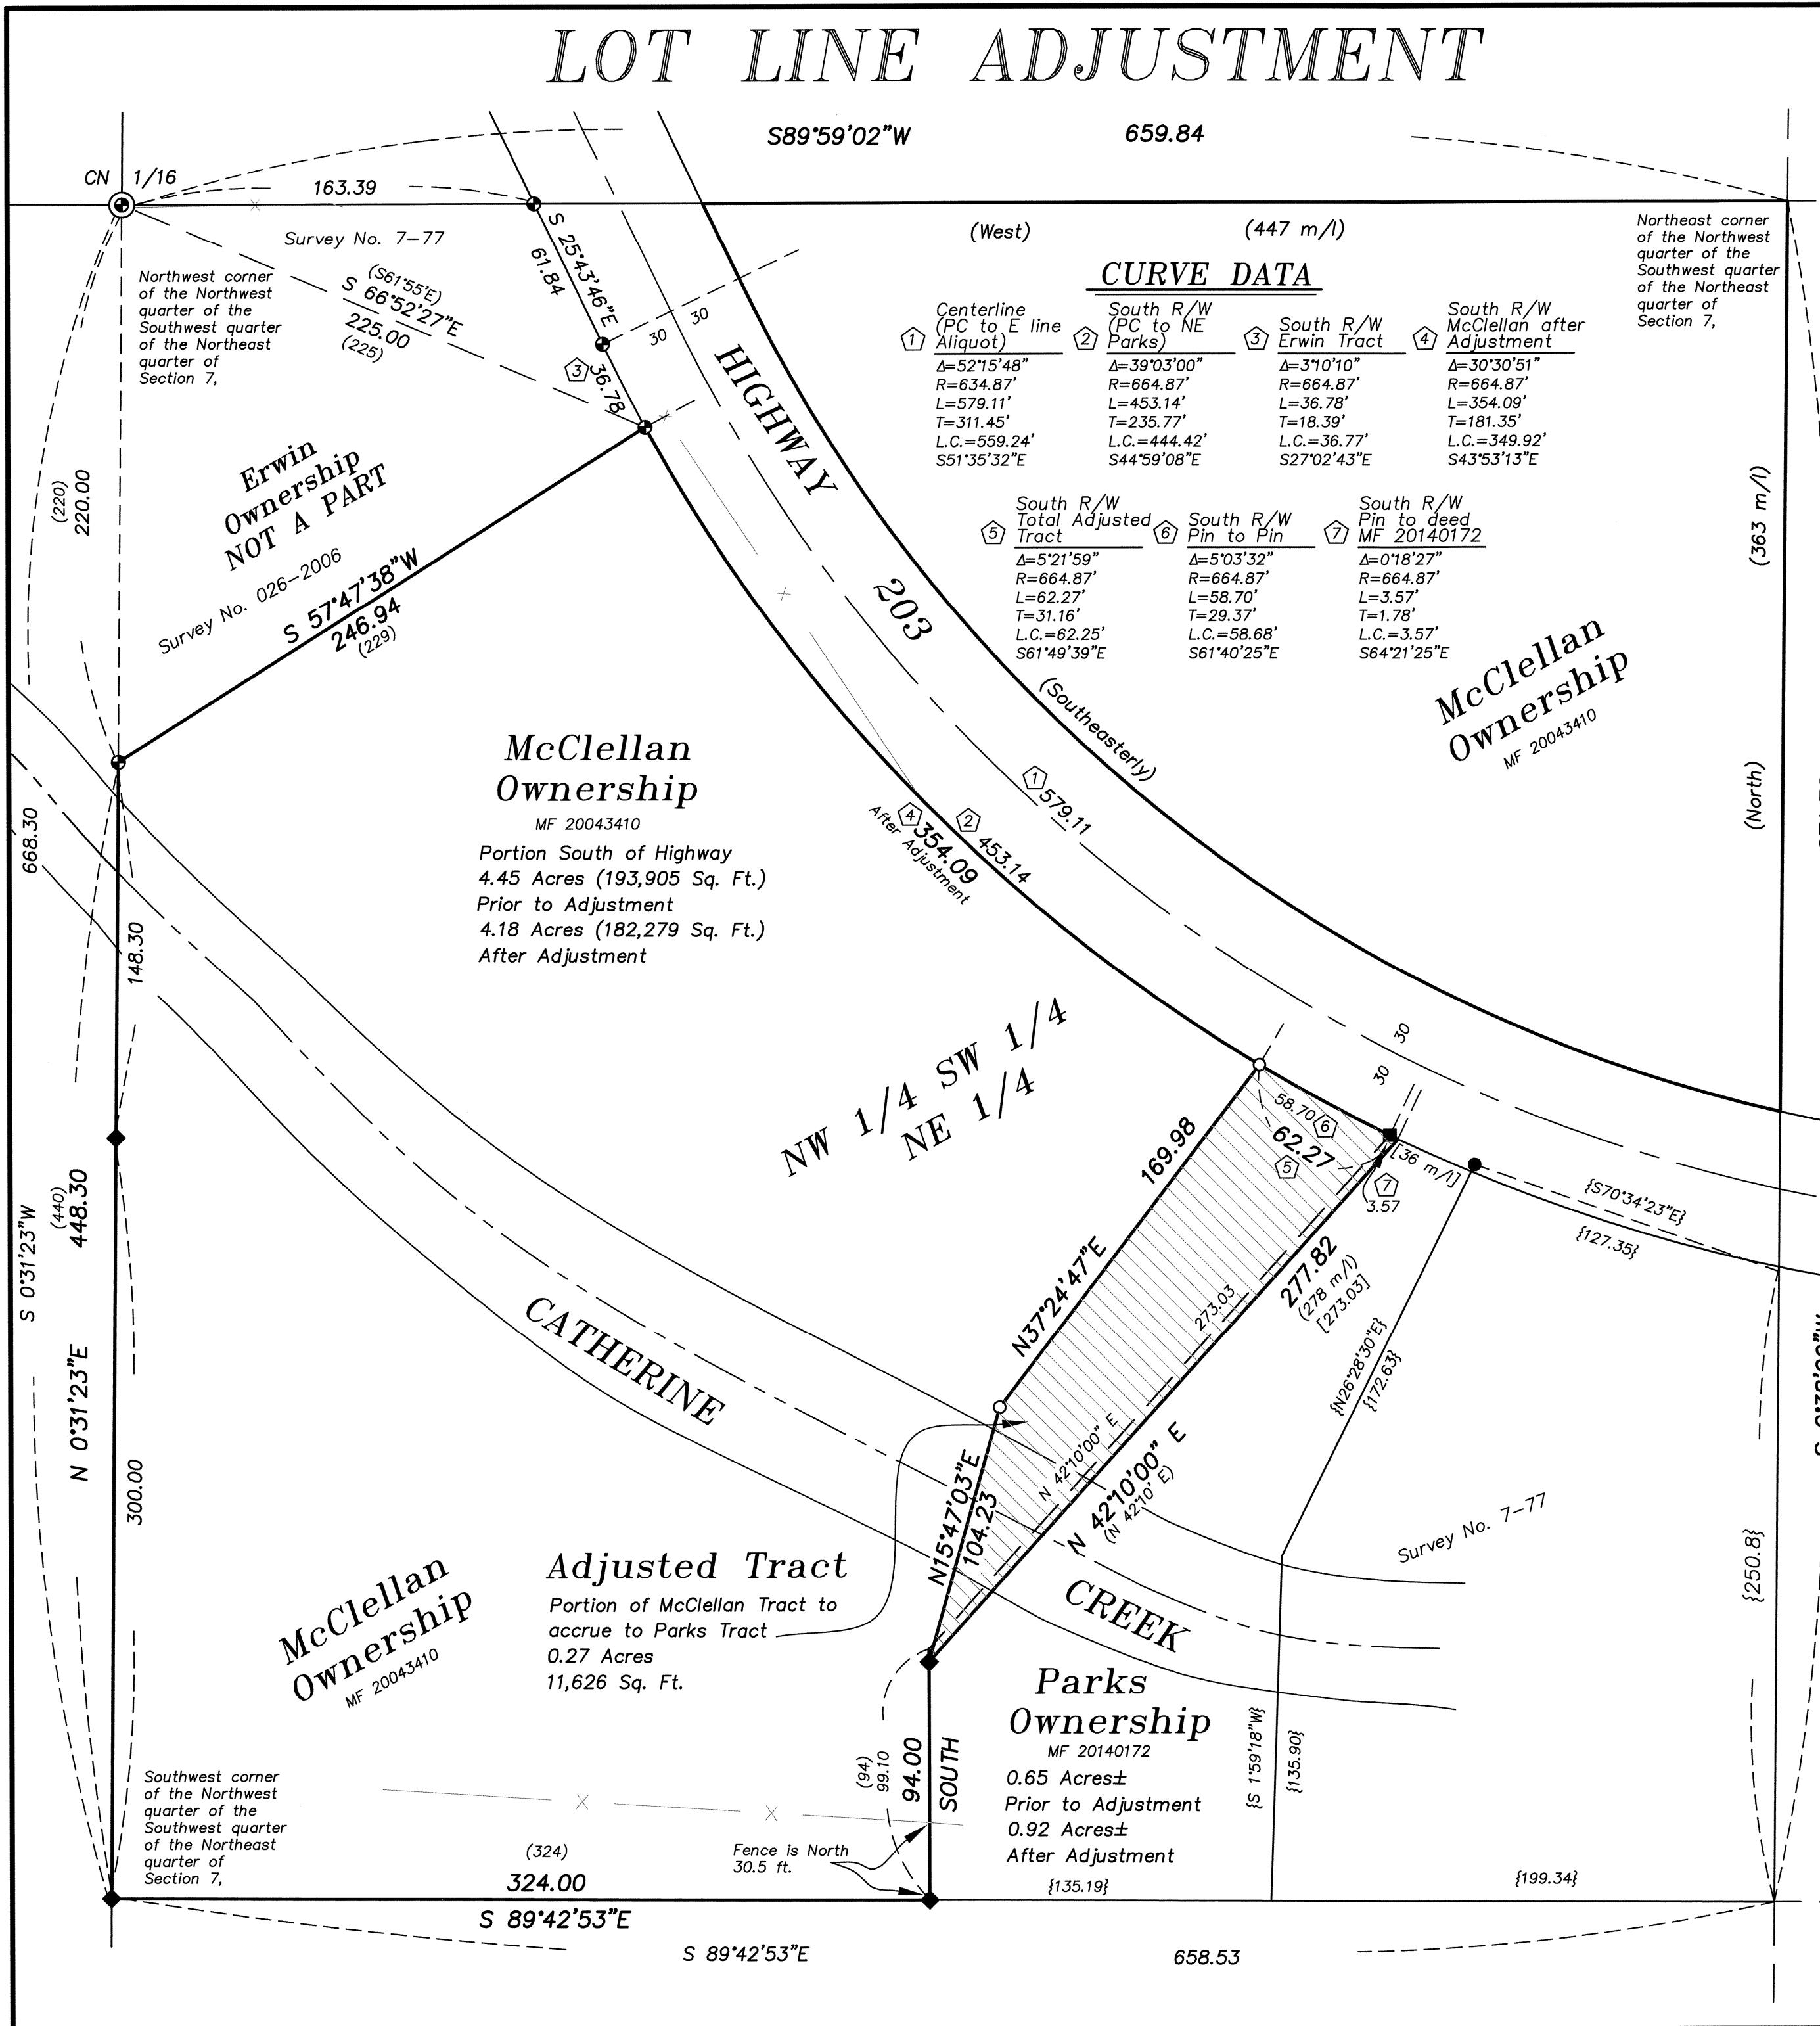 LOT LINE ADJUSTMENT
S89°59'02"W 659.84
CN 1/16
163.39
Survey No. 7-77
Northwest corner
of the Northwest
quarter of the
Southwest quarter
of the Northeast
quarter of
Section 7,
(S61°55'E)
S 66°52'27"E
225.00
(225)
S 25°43'46"E
61.84
30
30
3
36.78
HIGHWAY
203
(West) (447 m/l)
Northeast corner
of the Northwest
quarter of the
Southwest quarter
of the Northeast
quarter of
Section 7,
CURVE DATA
1
Centerline
(PC to E line
Aliquot)
Δ=52°15'48"
R=634.87'
L=579.11'
T=311.45'
L.C.=559.24'
S51°35'32"E
2
South R/W
(PC to NE
Parks)
Δ=39°03'00"
R=664.87'
L=453.14'
T=235.77'
L.C.=444.42'
S44°59'08"E
3
South R/W
Erwin Tract
Δ=3°10'10"
R=664.87'
L=36.78'
T=18.39'
L.C.=36.77'
S27°02'43"E
4
South R/W
McClellan after
Adjustment
Δ=30°30'51"
R=664.87'
L=354.09'
T=181.35'
L.C.=349.92'
S43°53'13"E
5
South R/W
Total Adjusted
Tract
Δ=5°21'59"
R=664.87'
L=62.27'
T=31.16'
L.C.=62.25'
S61°49'39"E
6
South R/W
Pin to Pin
Δ=5°03'32"
R=664.87'
L=58.70'
T=29.37'
L.C.=58.68'
S61°40'25"E
7
South R/W
Pin to deed
MF 20140172
Δ=0°18'27"
R=664.87'
L=3.57'
T=1.78'
L.C.=3.57'
S64°21'25"E
(220)
220.00
Erwin
Ownership
NOT A PART
Survey No. 026-2006
S 57°47'38"W
246.94
(229)
(363 m/l)
(North)
McClellan
Ownership
MF 20043410
(Southeasterly)
1
579.11
2
453.14
4
354.09
After Adjustment
McClellan
Ownership
MF 20043410
Portion South of Highway
4.45 Acres (193,905 Sq. Ft.)
Prior to Adjustment
4.18 Acres (182,279 Sq. Ft.)
After Adjustment
668.30
148.30
NW 1/4 SW 1/4
NE 1/4
30
30
58.70
6
62.27
5
[36 m/l]
7
3.57
{S70°34'23"E}
{127.35}
169.98
N37°24'47"E
277.82
(278 m/l)
[273.03]
273.03
N 42°10'00" E
N 42°10'00" E
(N 42°10' E)
{N26°28'30"E}
{172.63}
S 0°31'23"W
(440)
448.30
N 0°31'23"E
300.00
CATHERINE
CREEK
N15°47'03"E
104.23
Survey No. 7-77
{250.8}
Adjusted Tract
Portion of McClellan Tract to
accrue to Parks Tract
0.27 Acres
11,626 Sq. Ft.
McClellan
Ownership
MF 20043410
Parks
Ownership
MF 20140172
0.65 Acres±
Prior to Adjustment
0.92 Acres±
After Adjustment
(94)
99.10
94.00
SOUTH
{S 1°59'18"W}
{135.90}
Southwest corner
of the Northwest
quarter of the
Southwest quarter
of the Northeast
quarter of
Section 7,
Fence is North
30.5 ft.
(324)
324.00
S 89°42'53"E
{135.19}
{199.34}
S 89°42'53"E 658.53